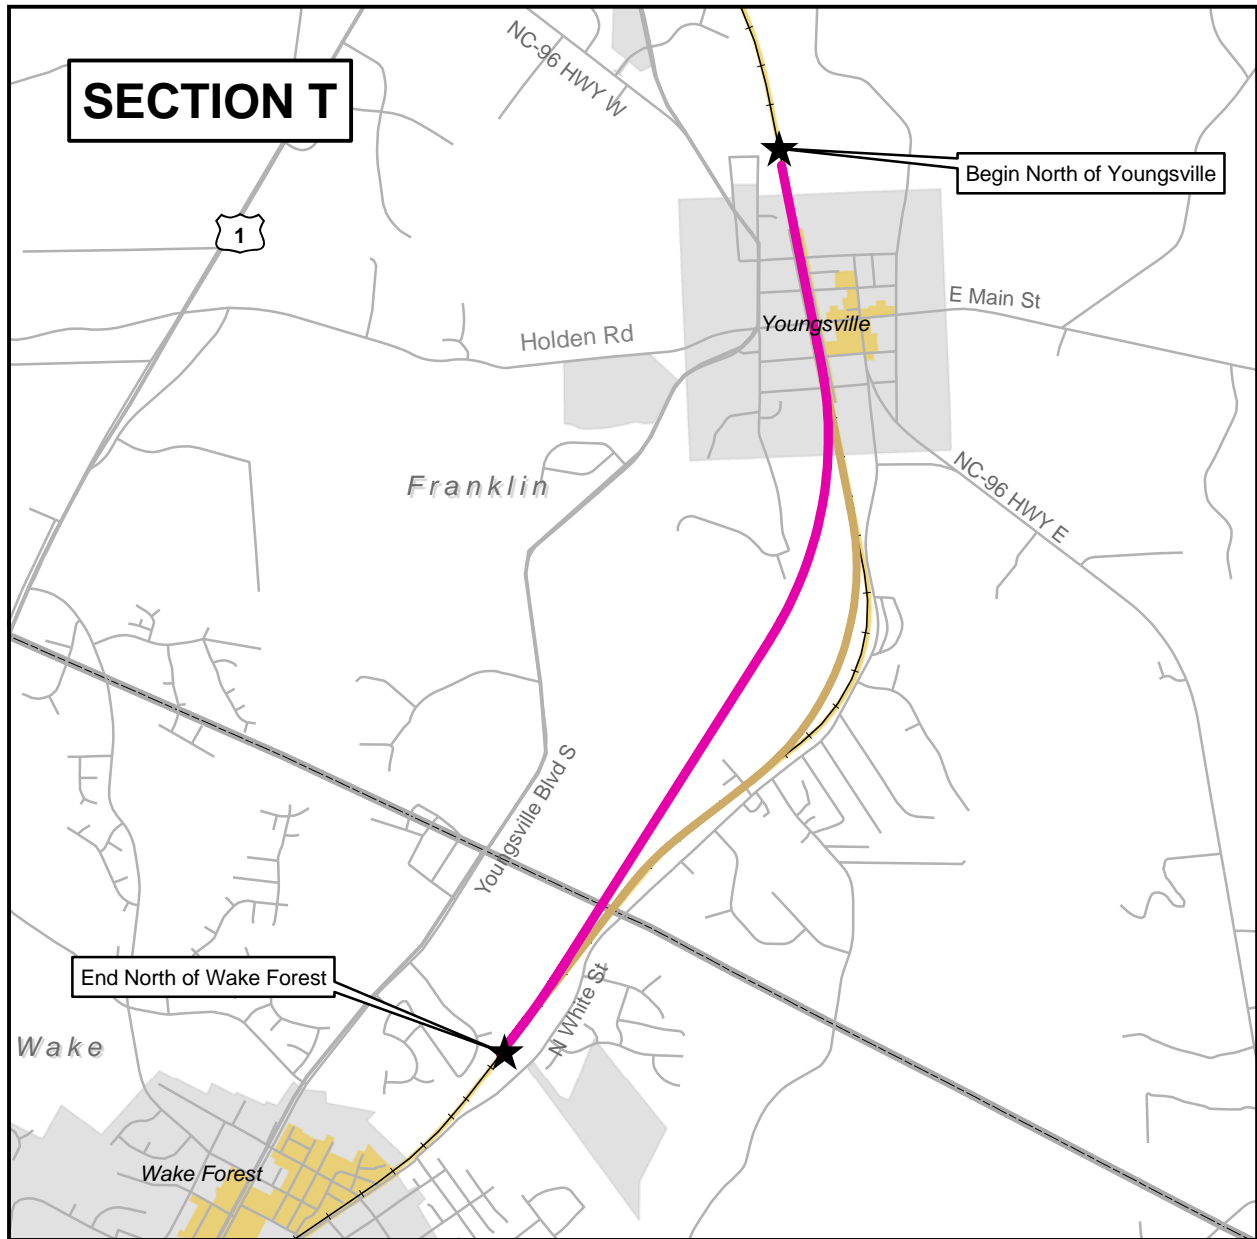 NC-96 HWY W
SECTION T
Begin North of Youngsville
1
E Main St
Youngsville
Holden Rd
Franklin
NC-96 HWY E
Youngsville Blvd S
End North of Wake Forest
N White St
Wake
Wake Forest